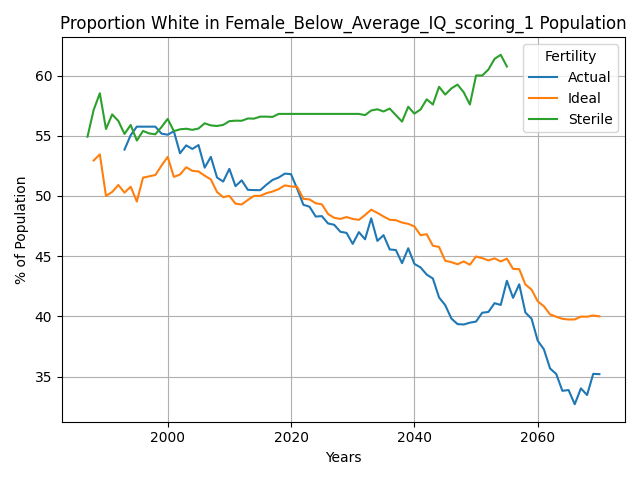 Proportion White in Female_Below_Average_IQ_scoring_1 Population
Fertility
Actual
Ideal
Sterile
% of Population
60
55
50
45
40
35
2000
2020
2040
2060
Years